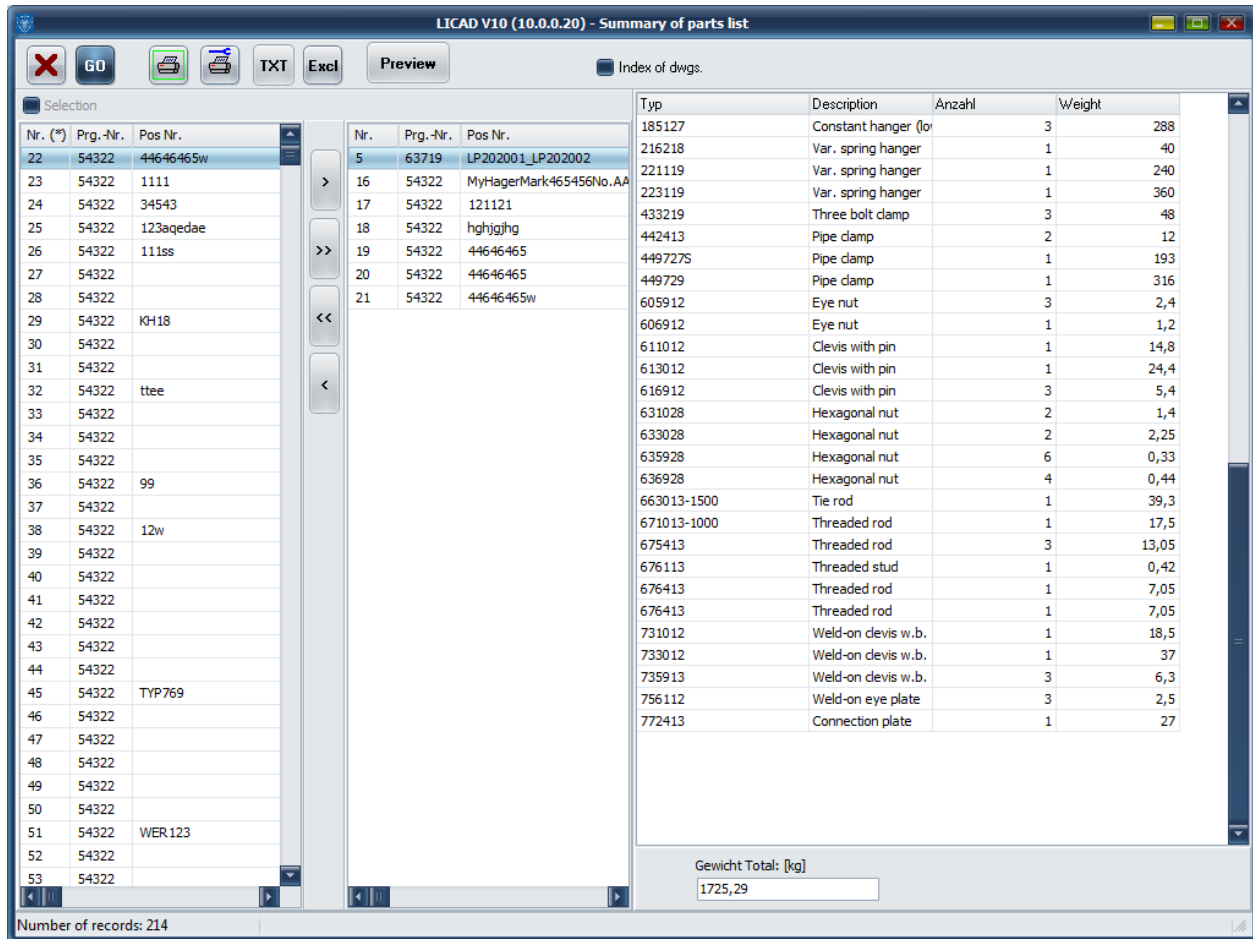 LICAD V10 (10.0.0.20) - Summary of parts list
GO TXT Excl Preview Index of dwgs.
Selection
Nr. (*) Prg.-Nr. Pos Nr.
22 54322 44646465w
23 54322 1111
24 54322 34543
25 54322 123aqedae
26 54322 111ss
27 54322
28 54322
29 54322 KH18
30 54322
31 54322
32 54322 ttee
33 54322
34 54322
35 54322
36 54322 99
37 54322
38 54322 12w
39 54322
40 54322
41 54322
42 54322
43 54322
44 54322
45 54322 TYP769
46 54322
47 54322
48 54322
49 54322
50 54322
51 54322 WER123
52 54322
53 54322
>
>>
<<
<
Nr. Prg.-Nr. Pos Nr.
5 63719 LP202001_LP202002
16 54322 MyHagerMark465456No.AA
17 54322 121121
18 54322 hghjgjhg
19 54322 44646465
20 54322 44646465
21 54322 44646465w
Typ Description Anzahl Weight
185127 Constant hanger (lo 3 288
216218 Var. spring hanger 1 40
221119 Var. spring hanger 1 240
223119 Var. spring hanger 1 360
433219 Three bolt clamp 3 48
442413 Pipe clamp 2 12
449727S Pipe clamp 1 193
449729 Pipe clamp 1 316
605912 Eye nut 3 2,4
606912 Eye nut 1 1,2
611012 Clevis with pin 1 14,8
613012 Clevis with pin 1 24,4
616912 Clevis with pin 3 5,4
631028 Hexagonal nut 2 1,4
633028 Hexagonal nut 2 2,25
635928 Hexagonal nut 6 0,33
636928 Hexagonal nut 4 0,44
663013-1500 Tie rod 1 39,3
671013-1000 Threaded rod 1 17,5
675413 Threaded rod 3 13,05
676113 Threaded stud 1 0,42
676413 Threaded rod 1 7,05
676413 Threaded rod 1 7,05
731012 Weld-on clevis w.b. 1 18,5
733012 Weld-on clevis w.b. 1 37
735913 Weld-on clevis w.b. 3 6,3
756112 Weld-on eye plate 3 2,5
772413 Connection plate 1 27
Gewicht Total: [kg]
1725,29
Number of records: 214